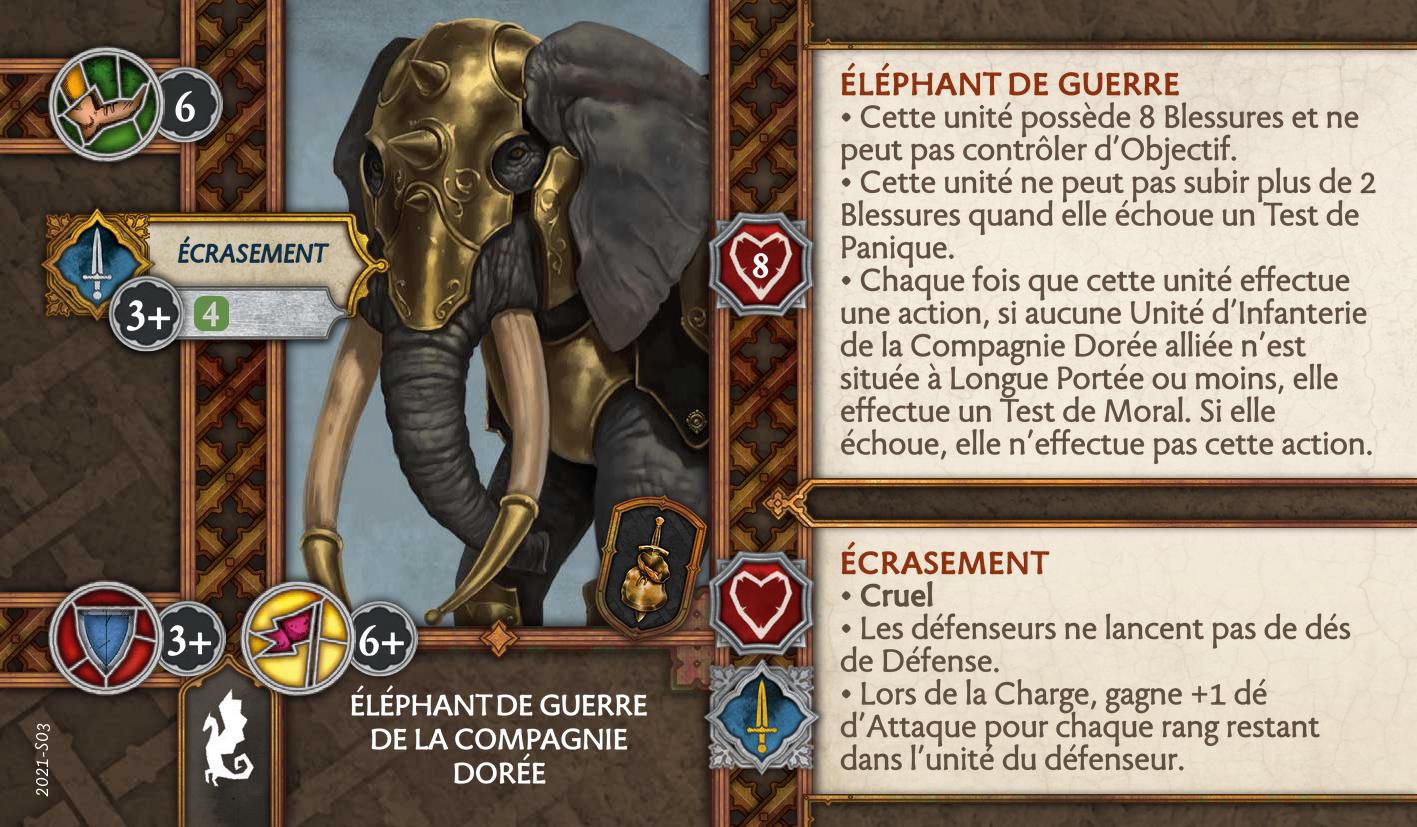 6
ÉCRASEMENT
3+ 4
8
3+
6+
ÉLÉPHANT DE GUERRE
DE LA COMPAGNIE
DORÉE
2021-S03
ÉLÉPHANT DE GUERRE
• Cette unité possède 8 Blessures et ne
peut pas contrôler d'Objectif.
• Cette unité ne peut pas subir plus de 2
Blessures quand elle échoue un Test de
Panique.
• Chaque fois que cette unité effectue
une action, si aucune Unité d'Infanterie
de la Compagnie Dorée alliée n'est
située à Longue Portée ou moins, elle
effectue un Test de Moral. Si elle
échoue, elle n'effectue pas cette action.
ÉCRASEMENT
• Cruel
• Les défenseurs ne lancent pas de dés
de Défense.
• Lors de la Charge, gagne +1 dé
d'Attaque pour chaque rang restant
dans l'unité du défenseur.